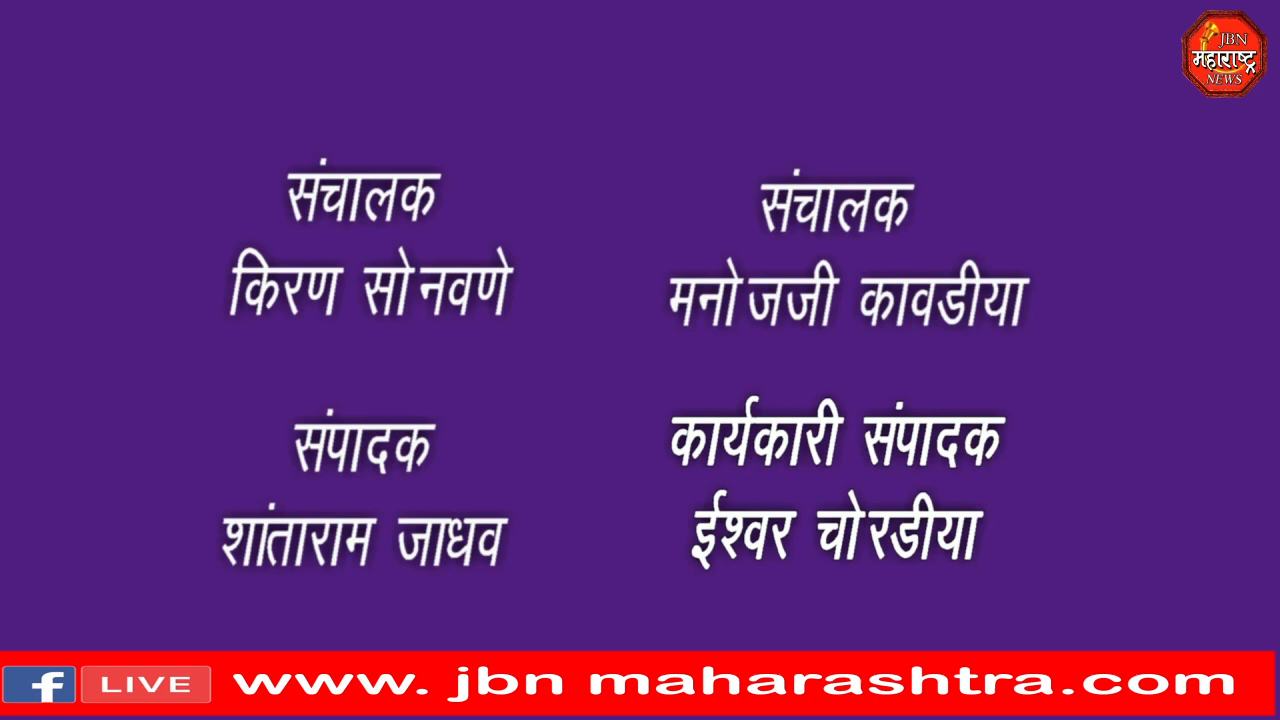 JBN
महाराष्ट्र
NEWS
संचालक
किरण सोनवणे
संचालक
मनोजजी कावडीया
संपादक
शांताराम जाधव
कार्यकारी संपादक
ईश्वर चोरडीया
f LIVE www. jbn maharashtra.com